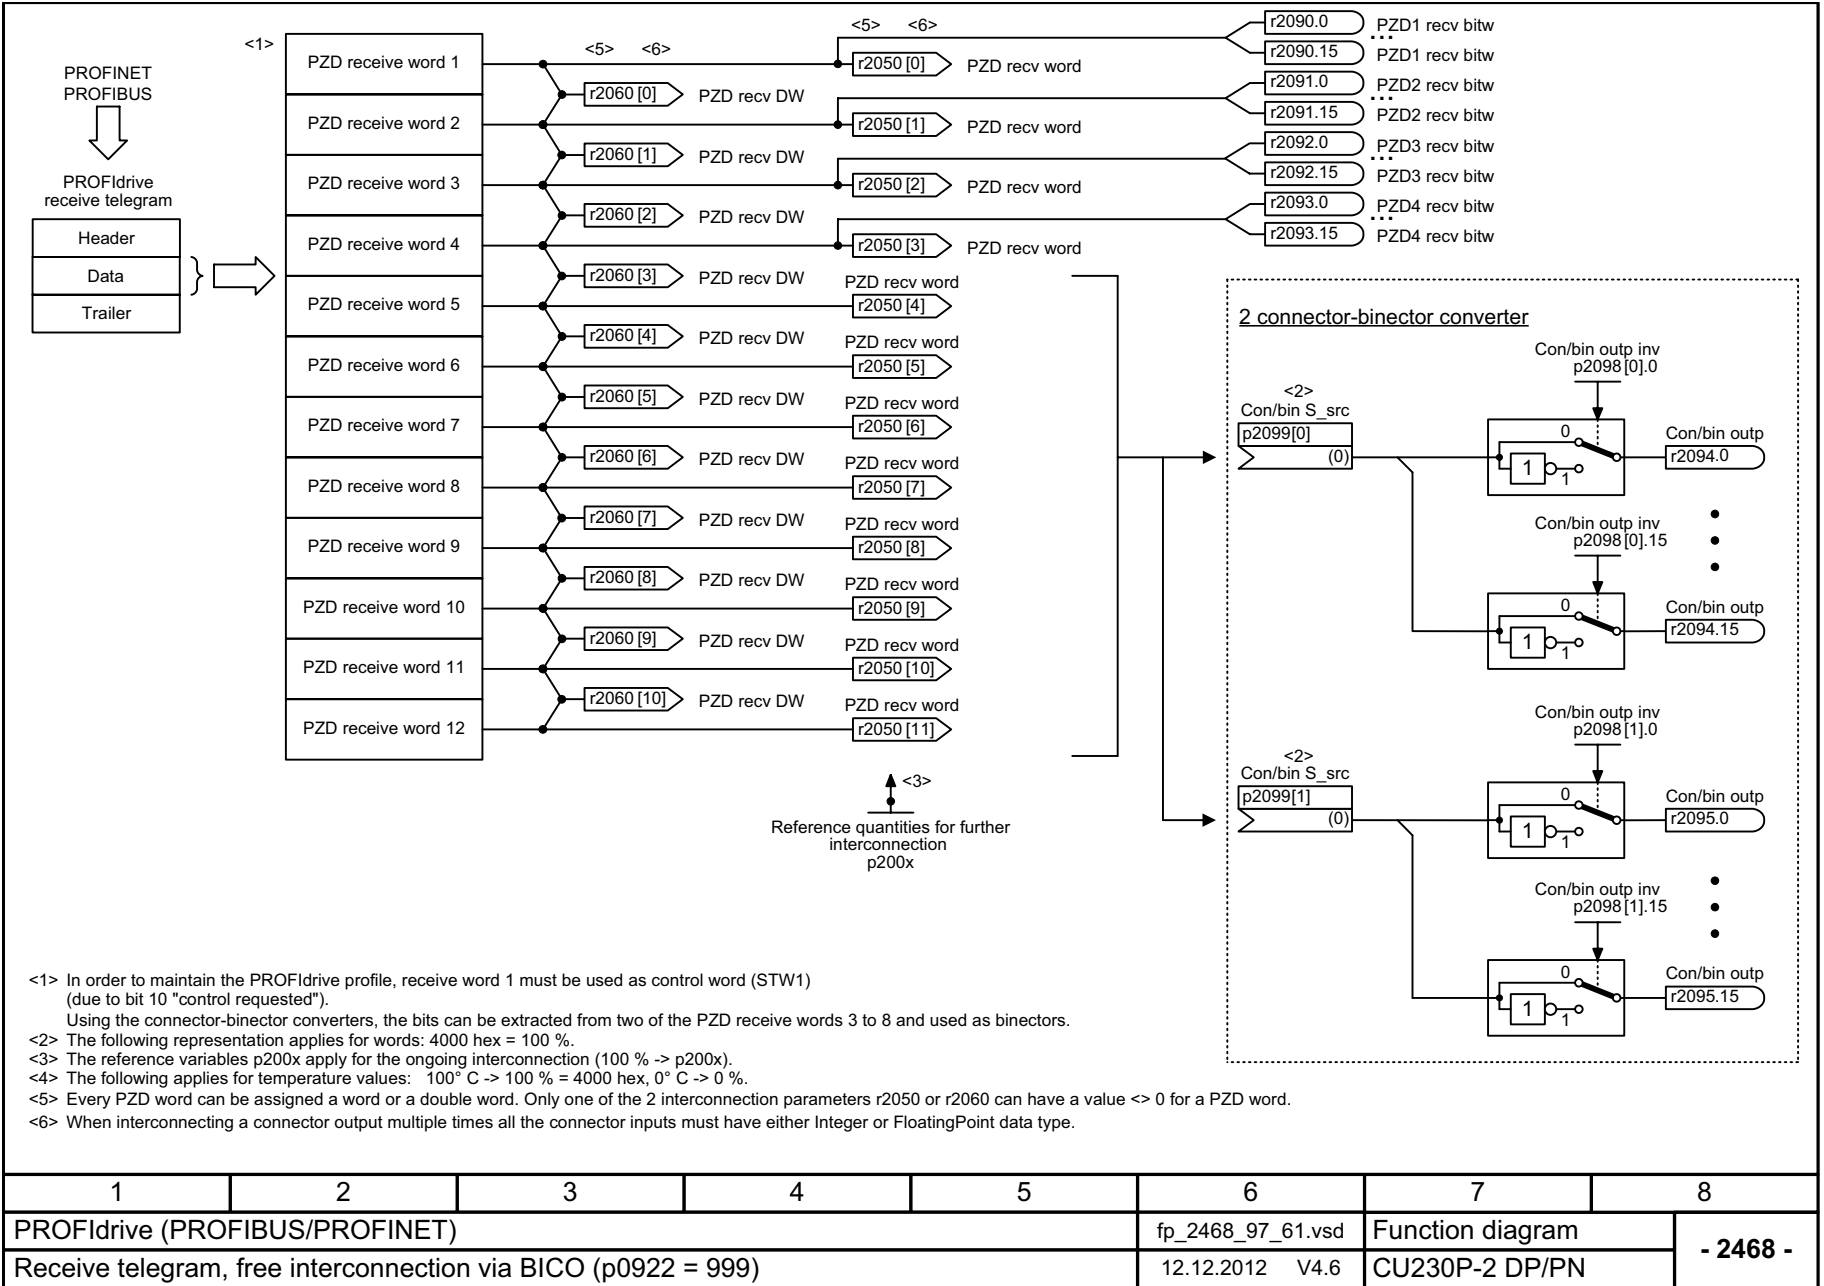 <1>
PROFINET
PROFIBUS
PROFIdrive
receive telegram
Header
Data
Trailer
PZD receive word 1
PZD receive word 2
PZD receive word 3
PZD receive word 4
PZD receive word 5
PZD receive word 6
PZD receive word 7
PZD receive word 8
PZD receive word 9
PZD receive word 10
PZD receive word 11
PZD receive word 12
<5> <6>
r2060 [0] PZD recv DW
r2060 [1] PZD recv DW
r2060 [2] PZD recv DW
r2060 [3] PZD recv DW
r2060 [4] PZD recv DW
r2060 [5] PZD recv DW
r2060 [6] PZD recv DW
r2060 [7] PZD recv DW
r2060 [8] PZD recv DW
r2060 [9] PZD recv DW
r2060 [10] PZD recv DW
<5> <6>
r2050 [0] PZD recv word
r2050 [1] PZD recv word
r2050 [2] PZD recv word
r2050 [3] PZD recv word
PZD recv word
r2050 [4]
PZD recv word
r2050 [5]
PZD recv word
r2050 [6]
PZD recv word
r2050 [7]
PZD recv word
r2050 [8]
PZD recv word
r2050 [9]
PZD recv word
r2050 [10]
PZD recv word
r2050 [11]
<3>
Reference quantities for further
interconnection
p200x
r2090.0 PZD1 recv bitw
...
r2090.15 PZD1 recv bitw
r2091.0 PZD2 recv bitw
...
r2091.15 PZD2 recv bitw
r2092.0 PZD3 recv bitw
...
r2092.15 PZD3 recv bitw
r2093.0 PZD4 recv bitw
...
r2093.15 PZD4 recv bitw
2 connector-binector converter
Con/bin outp inv
p2098 [0].0
<2>
Con/bin S_src
p2099[0]
(0)
0
1
1
Con/bin outp
r2094.0
Con/bin outp inv
p2098 [0].15
0
1
1
Con/bin outp
r2094.15
Con/bin outp inv
p2098 [1].0
<2>
Con/bin S_src
p2099[1]
(0)
0
1
1
Con/bin outp
r2095.0
Con/bin outp inv
p2098 [1].15
0
1
1
Con/bin outp
r2095.15
<1> In order to maintain the PROFIdrive profile, receive word 1 must be used as control word (STW1)
(due to bit 10 "control requested").
Using the connector-binector converters, the bits can be extracted from two of the PZD receive words 3 to 8 and used as binectors.
<2> The following representation applies for words: 4000 hex = 100 %.
<3> The reference variables p200x apply for the ongoing interconnection (100 % -> p200x).
<4> The following applies for temperature values: 100° C -> 100 % = 4000 hex, 0° C -> 0 %.
<5> Every PZD word can be assigned a word or a double word. Only one of the 2 interconnection parameters r2050 or r2060 can have a value <> 0 for a PZD word.
<6> When interconnecting a connector output multiple times all the connector inputs must have either Integer or FloatingPoint data type.
1 2 3 4 5 6 7 8
PROFIdrive (PROFIBUS/PROFINET) fp_2468_97_61.vsd Function diagram
- 2468 -
Receive telegram, free interconnection via BICO (p0922 = 999) 12.12.2012 V4.6 CU230P-2 DP/PN